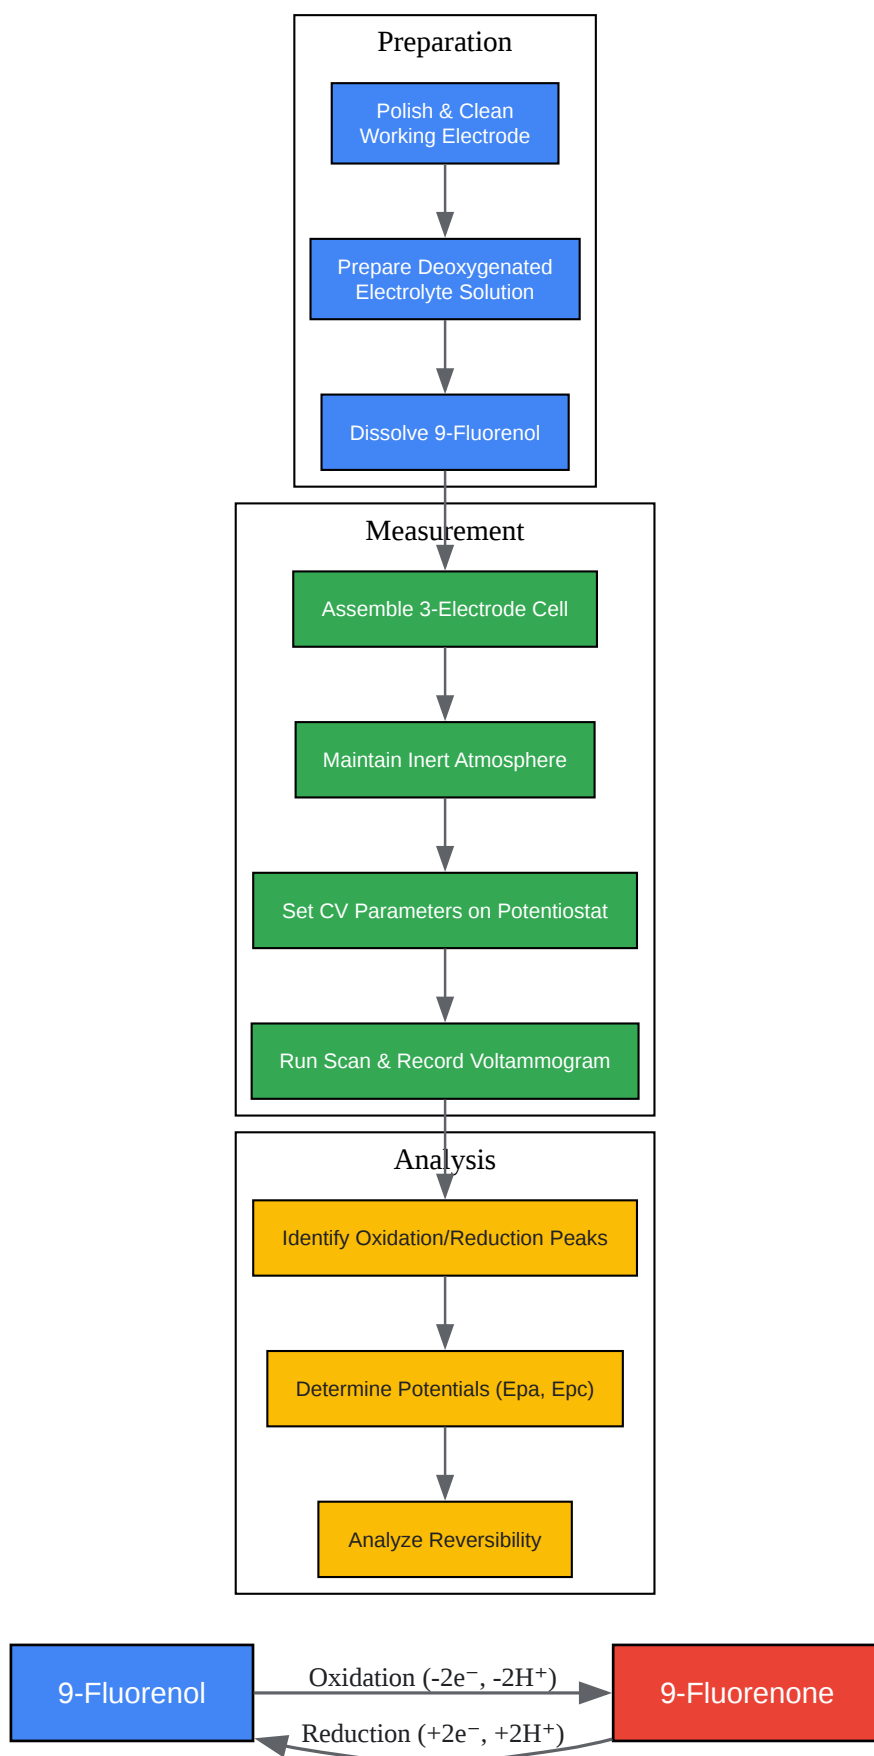 Preparation
Polish & Clean
Working Electrode
Prepare Deoxygenated
Electrolyte Solution
Dissolve 9-Fluorenol
Measurement
Assemble 3-Electrode Cell
Maintain Inert Atmosphere
Set CV Parameters on Potentiostat
Run Scan & Record Voltammogram
Analysis
Identify Oxidation/Reduction Peaks
Determine Potentials (Epa, Epc)
Analyze Reversibility
9-Fluorenol
Oxidation (-2e⁻, -2H⁺)
9-Fluorenone
Reduction (+2e⁻, +2H⁺)